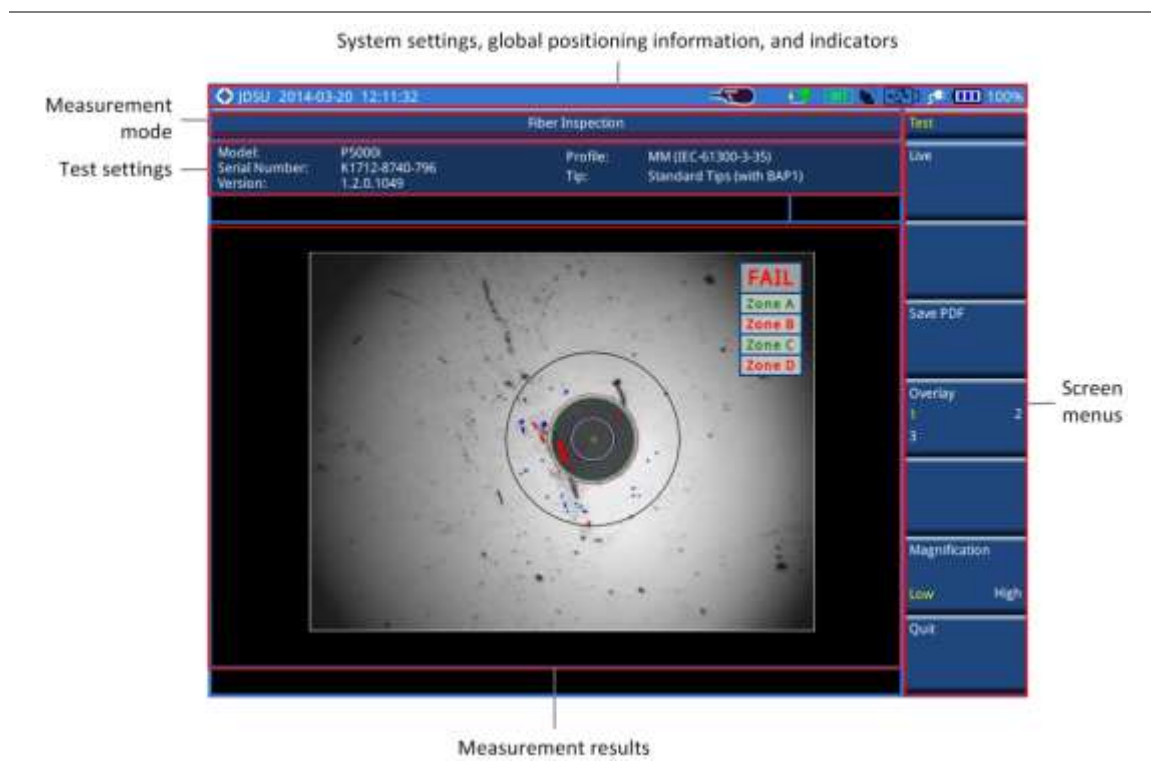 System settings, global positioning information, and indicators
JDSU 2014-03-20 12:11:32
100%
Measurement
mode
Fiber Inspection
Test
Test settings
Model: P5000i
Serial Number: K1712-8740-796
Version: 1.2.0.1049
Profile: MM (IEC-61300-3-35)
Tip: Standard Tips (with BAP1)
Live
FAIL
Zone A
Zone B
Zone C
Zone D
Save PDF
Overlay
1 2
3
Screen
menus
Magnification
Low High
Quit
Measurement results